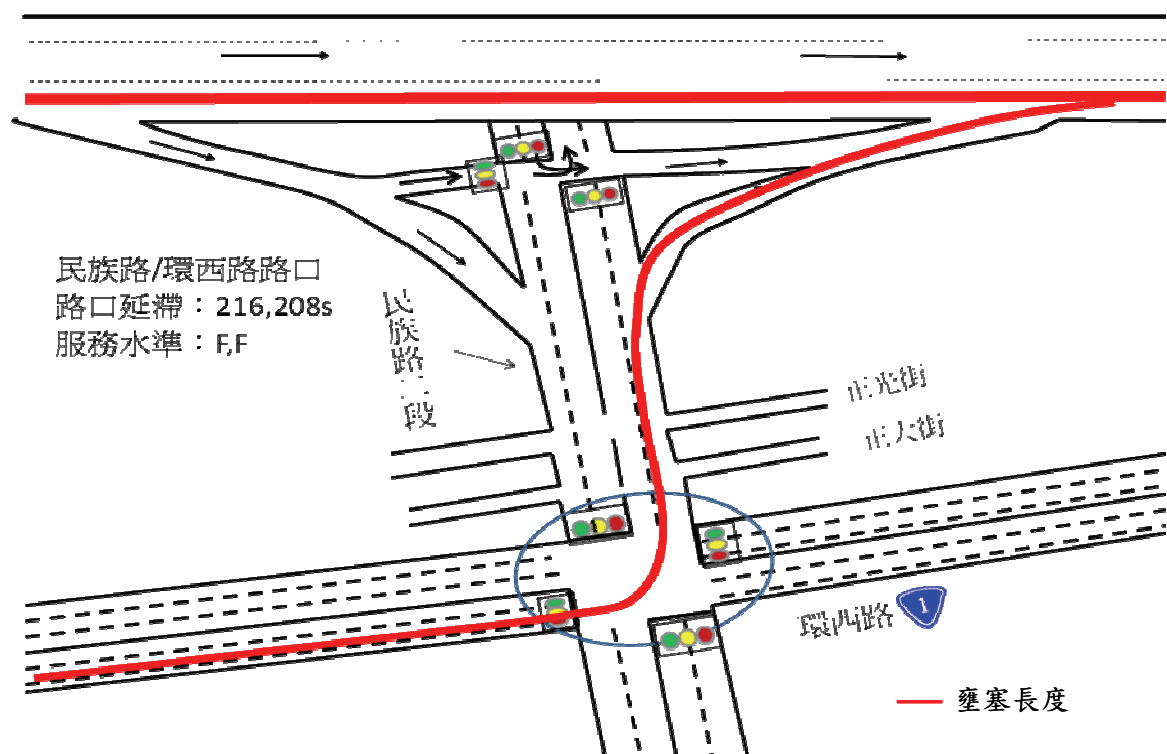 民族路/環西路路口
路口延滯：216,208s
服務水準：F,F
民族路二段
正光街
正大街
環西路
1
壅塞長度